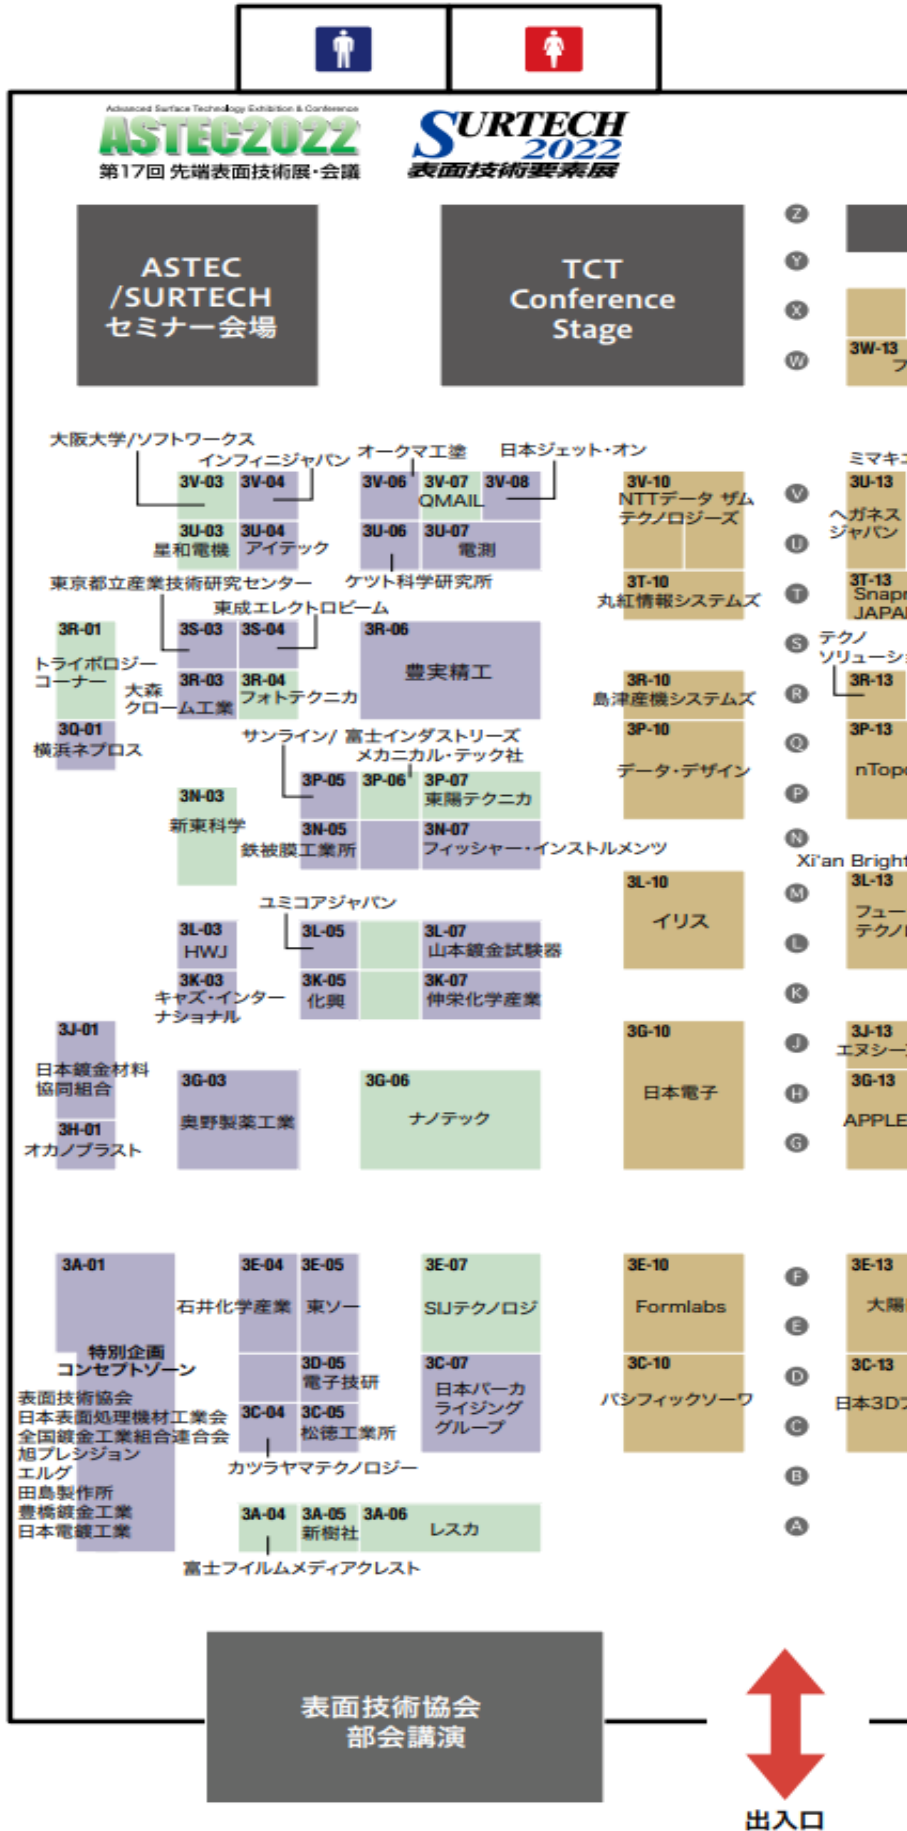 Advanced Surface Technology Exhibition & Conference
ASTEC2022
第17回 先端表面技術展・会議
SURTECH
2022
表面技術要素展
ASTEC
/SURTECH
セミナー会場
TCT
Conference
Stage
Z
Y
X
W
3W-13
大阪大学/ソフトワークス
インフィニジャパン
オークマ工塗
日本ジェット・オン
3V-03
3V-04
3V-06
3V-07
QMAIL
3V-08
3V-10
NTTデータ ザム
テクノロジーズ
V
ミマキエ
3U-13
ヘガネス
ジャパン
3U-03
星和電機
3U-04
アイテック
3U-06
3U-07
電測
U
ケツト科学研究所
東京都立産業技術研究センター
東成エレクトロビーム
3T-10
丸紅情報システムズ
T
3T-13
Snapm
JAPAN
3R-01
トライボロジー
コーナー
3S-03
3S-04
3R-06
豊実精工
S
テクノ
ソリューショ
3R-03
大森
クローム工業
3R-04
フォトテクニカ
3R-10
島津産機システムズ
R
3R-13
3Q-01
横浜ネプロス
サンライン/ 富士インダストリーズ
メカニカル・テック社
3P-10
データ・デザイン
Q
3P-13
nTopo
3P-05
3P-06
3P-07
東陽テクニカ
P
3N-03
新東科学
3N-05
鉄被膜工業所
3N-07
フィッシャー・インストルメンツ
N
Xi'an Bright
ユミコアジャパン
3L-10
イリス
M
3L-13
フュー
テクノロ
3L-03
HWJ
3L-05
3L-07
山本鍍金試験器
L
3K-03
キャズ・インター
ナショナル
3K-05
化興
3K-07
伸栄化学産業
K
3J-01
日本鍍金材料
協同組合
3G-10
日本電子
J
3J-13
エヌシー
3G-03
奥野製薬工業
3G-06
ナノテック
H
3G-13
APPLE
3H-01
オカノブラスト
G
3A-01
3E-04
石井化学産業
3E-05
東ソー
3E-07
SIJテクノロジ
3E-10
Formlabs
F
3E-13
大陽
E
特別企画
コンセプトゾーン
3D-05
電子技研
3C-07
日本パーカ
ライジング
グループ
3C-10
パシフィックソーワ
D
3C-13
日本3Dプ
表面技術協会
日本表面処理機材工業会
全国鍍金工業組合連合会
旭プレシジョン
エルグ
田島製作所
豊橋鍍金工業
日本電鍍工業
3C-04
3C-05
松徳工業所
C
カツラヤマテクノロジー
B
3A-04
3A-05
新樹社
3A-06
レスカ
A
富士フイルムメディアクレスト
表面技術協会
部会講演
出入口